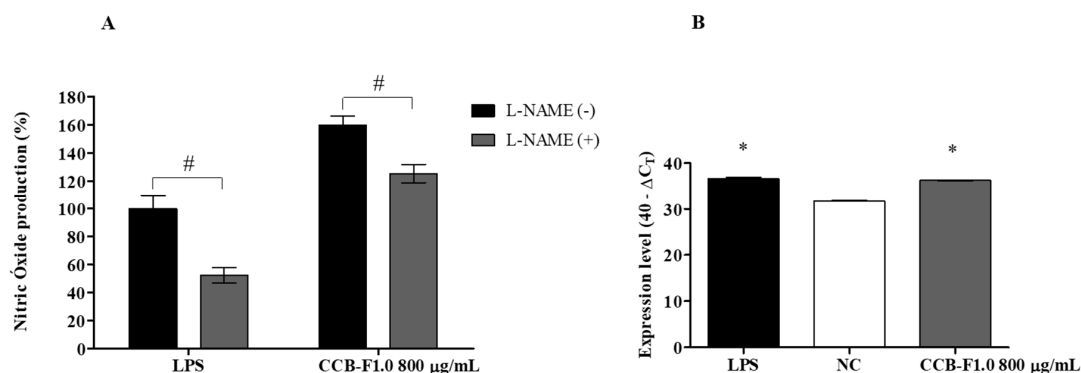 A
Nitric Óxide production (%)
180
160
140
120
100
80
60
40
20
0
#
#
LPS
CCB-F1.0 800 µg/mL
L-NAME (-)
L-NAME (+)
B
Expression level (40 - ΔCT)
40
30
20
10
0
*
*
LPS
NC
CCB-F1.0 800 µg/mL